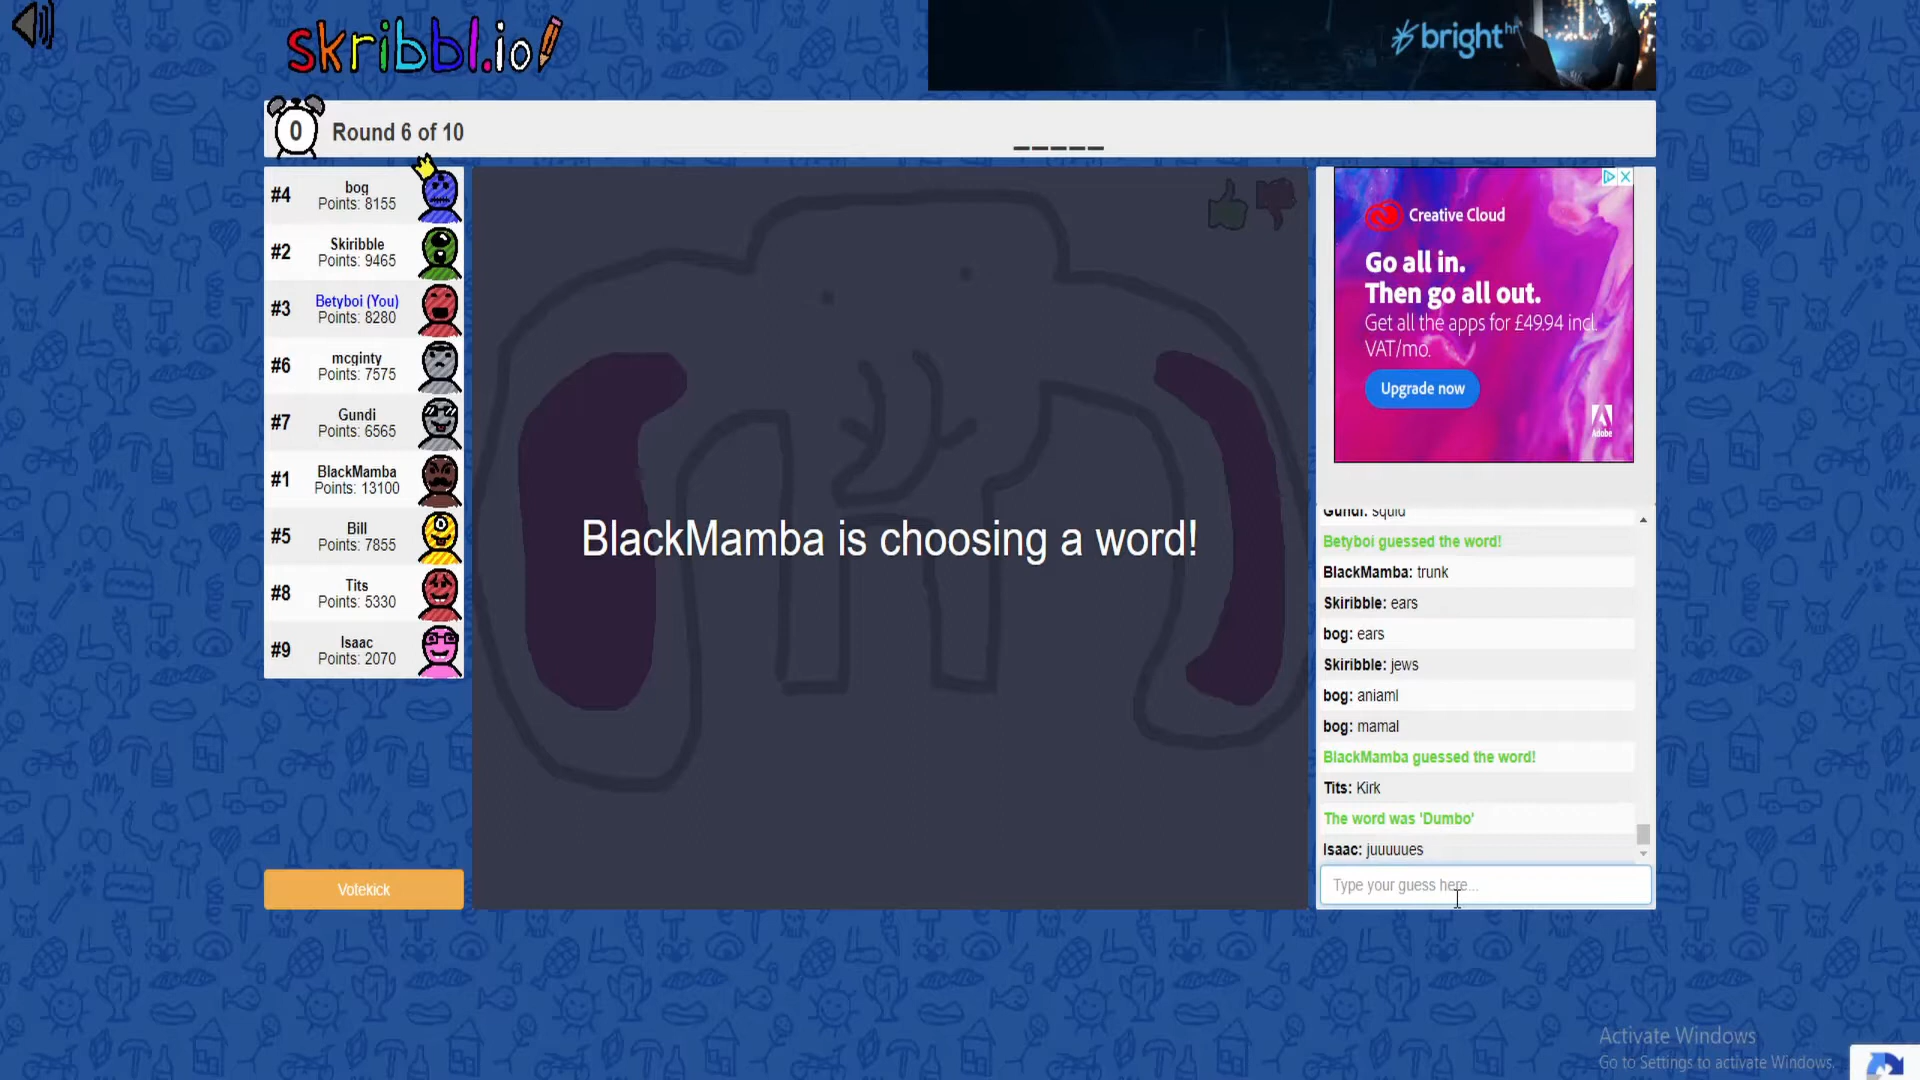 skribbl.io
brighthr
0
Round 6 of 10
_____
#4
bog
Points: 8155
#2
Skiribble
Points: 9465
#3
Betyboi (You)
Points: 8280
#6
mcginty
Points: 7575
#7
Gundi
Points: 6565
#1
BlackMamba
Points: 13100
#5
Bill
Points: 7855
#8
Tits
Points: 5330
#9
Isaac
Points: 2070
Votekick
BlackMamba is choosing a word!
Creative Cloud
Go all in.
Then go all out.
Get all the apps for £49.94 incl.
VAT/mo.
Upgrade now
Adobe
Gundi: squid
Betyboi guessed the word!
BlackMamba: trunk
Skiribble: ears
bog: ears
Skiribble: jews
bog: aniaml
bog: mamal
BlackMamba guessed the word!
Tits: Kirk
The word was 'Dumbo'
Isaac: juuuuues
Type your guess here...
Activate Windows
Go to Settings to activate Windows.